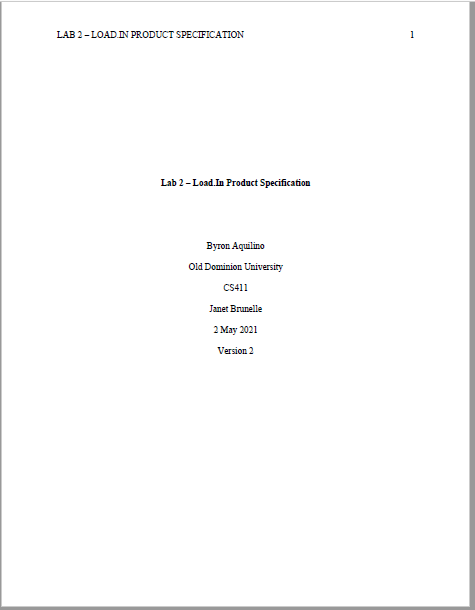 LAB 2 – LOAD.IN PRODUCT SPECIFICATION 1
Lab 2 – Load.In Product Specification
Byron Aquilino
Old Dominion University
CS411
Janet Brunelle
2 May 2021
Version 2